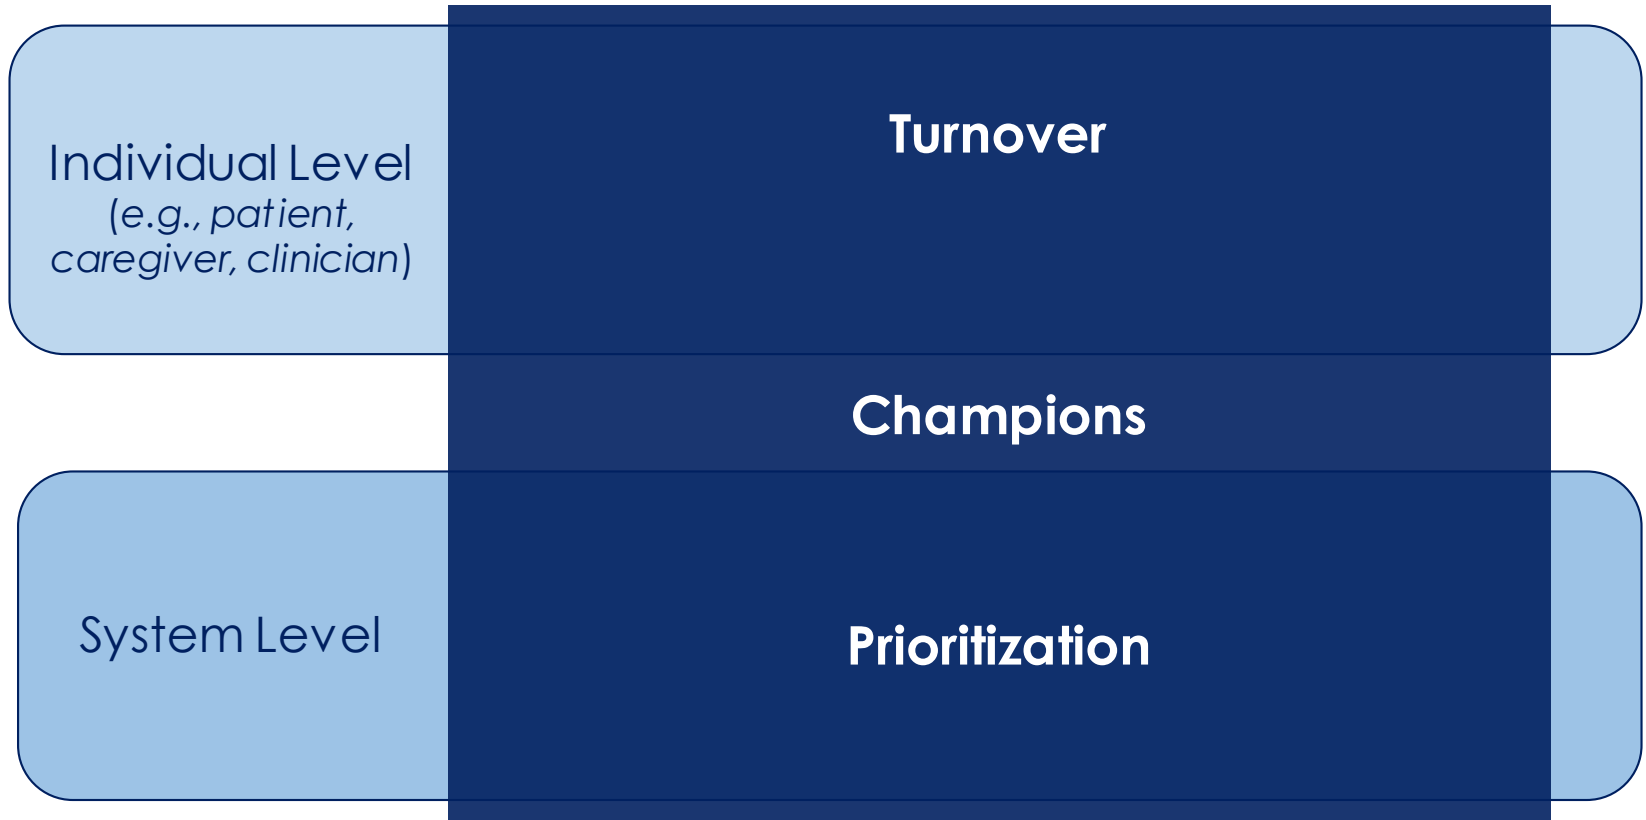 Turnover
Individual Level
(e.g., patient,
caregiver, clinician)
Champions
System Level
Prioritization